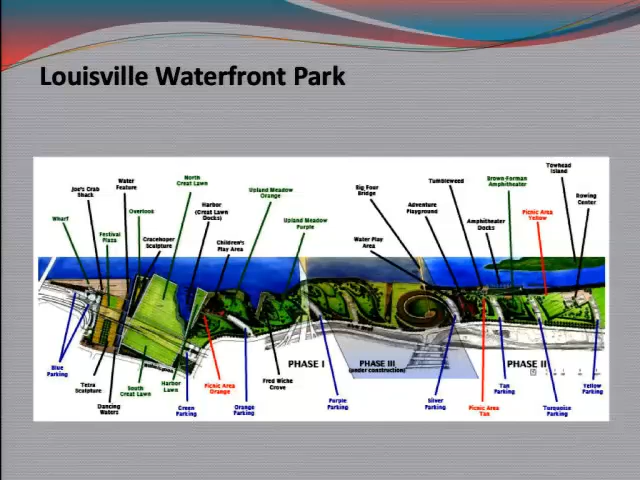 Louisville Waterfront Park
Towhead
Island
North
Great Lawn
Water
Feature
Tumbleweed
Brown-Forman
Amphitheater
Joe's Crab
Shack
Upland Meadow
Orange
Big Four
Bridge
Rowing
Center
Harbor
(Great Lawn
Docks)
Adventure
Playground
Wharf
Overlook
Picnic Area
Yellow
Upland Meadow
Purple
Amphitheater
Docks
Festival
Plaza
Gracehoper
Sculpture
Children's
Play Area
Water Play
Area
PHASE I
PHASE III
(under construction)
PHASE II
Blue
Parking
Tetra
Sculpture
South
Great Lawn
Harbor
Lawn
Picnic Area
Orange
Fred Wiche
Grove
Tan
Parking
Yellow
Parking
Dancing
Waters
Green
Parking
Orange
Parking
Purple
Parking
Silver
Parking
Picnic Area
Tan
Turquoise
Parking